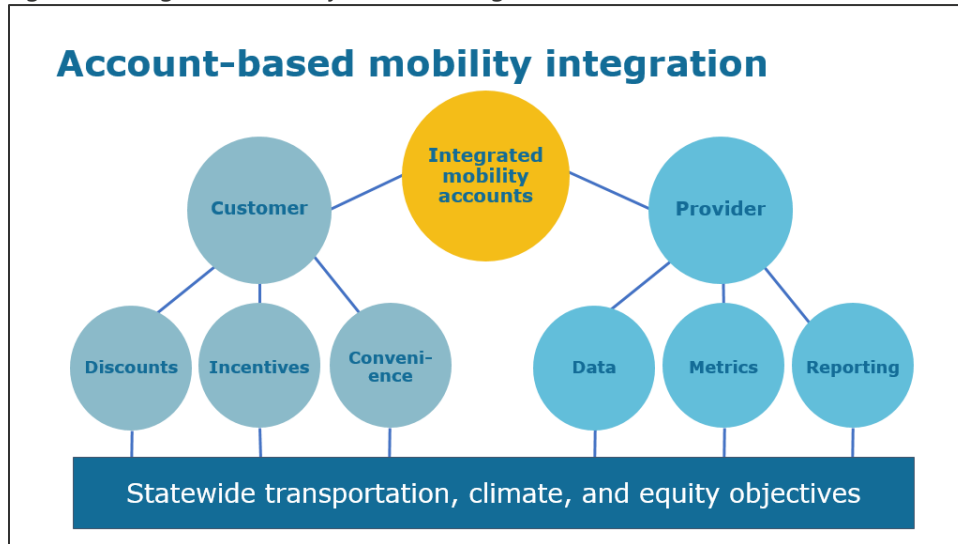 Account-based mobility integration
Integrated
mobility
accounts
Customer
Provider
Discounts
Incentives
Conveni-
ence
Data
Metrics
Reporting
Statewide transportation, climate, and equity objectives